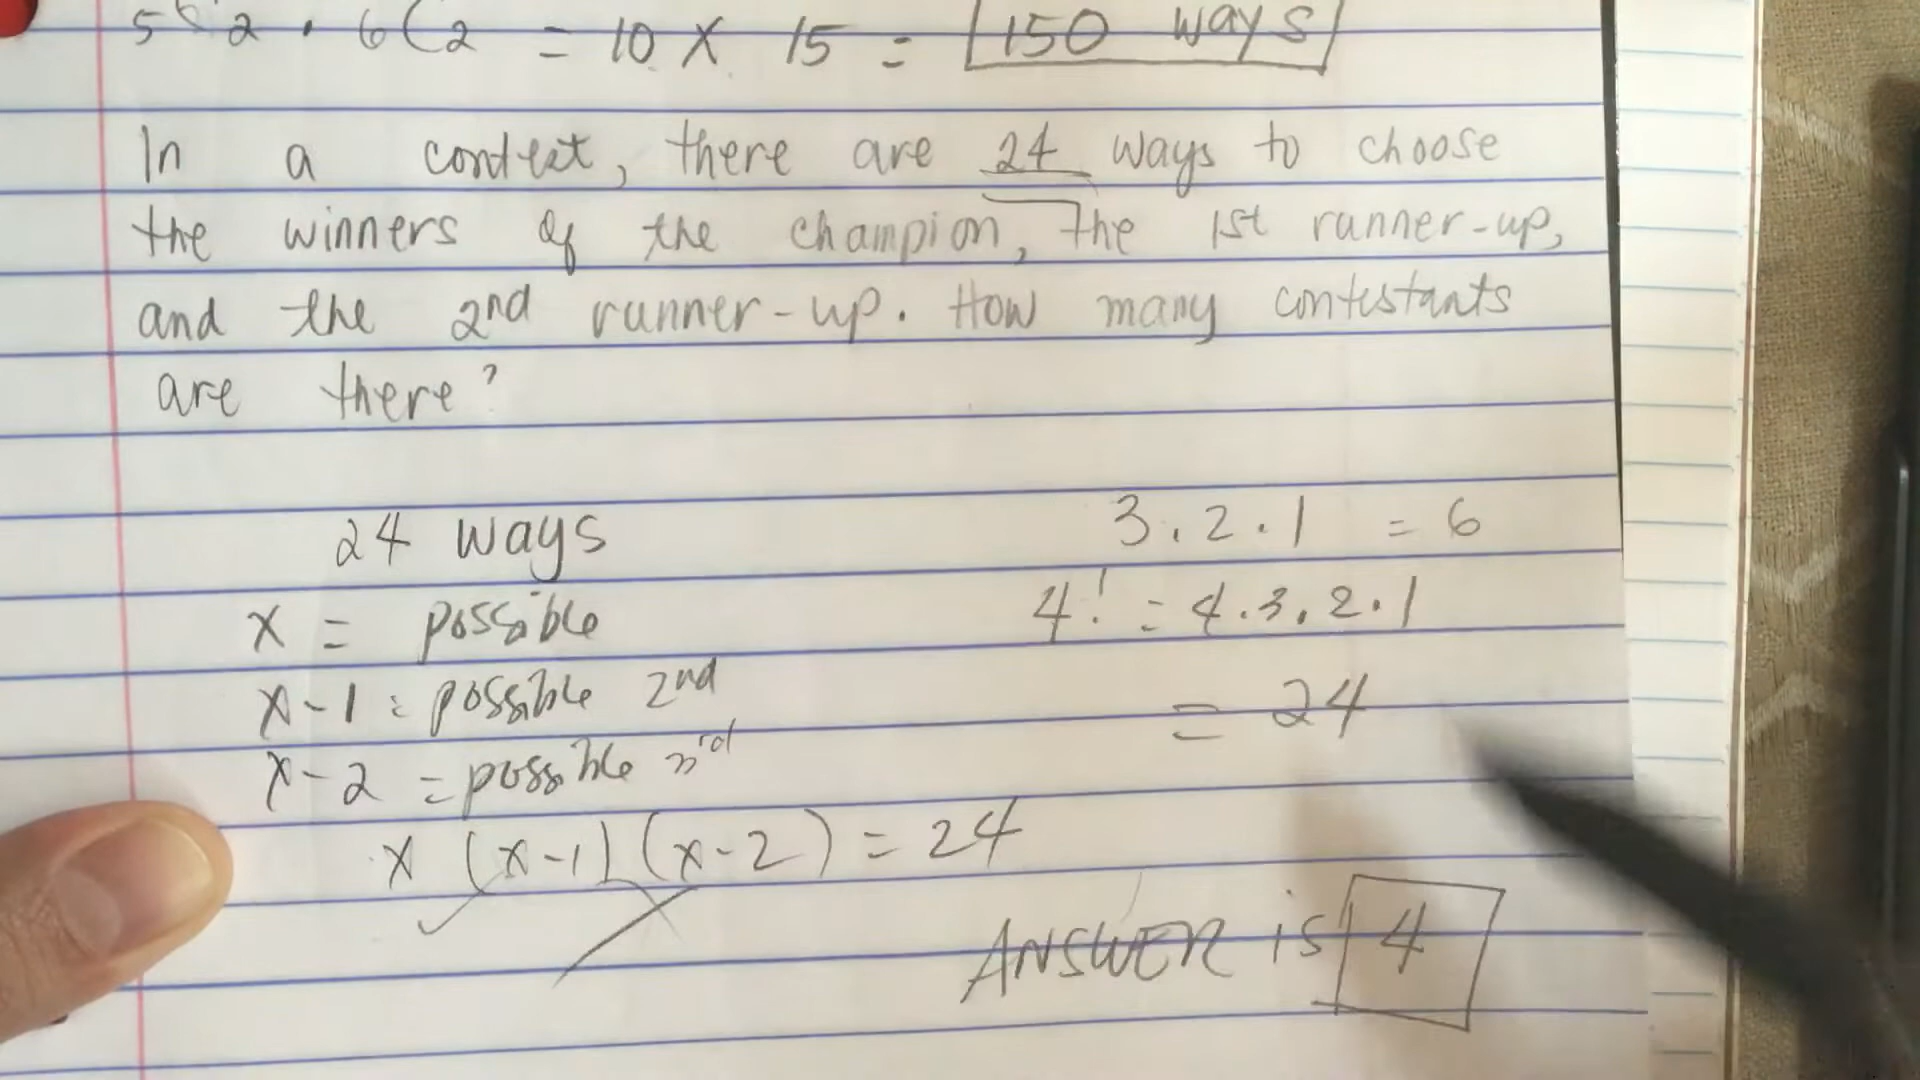 5C2 · 6C2 = 10 X 15 = 150 ways
In a contest, there are 24 ways to choose
the winners of the champion, the 1st runner-up,
and the 2nd runner-up. How many contestants
are there?
24 ways
x = possible
x-1 = possible 2nd
x-2 = possible 3rd
x (x-1) (x-2) = 24
3.2.1 = 6
4! = 4.3.2.1
= 24
ANSWER is 4